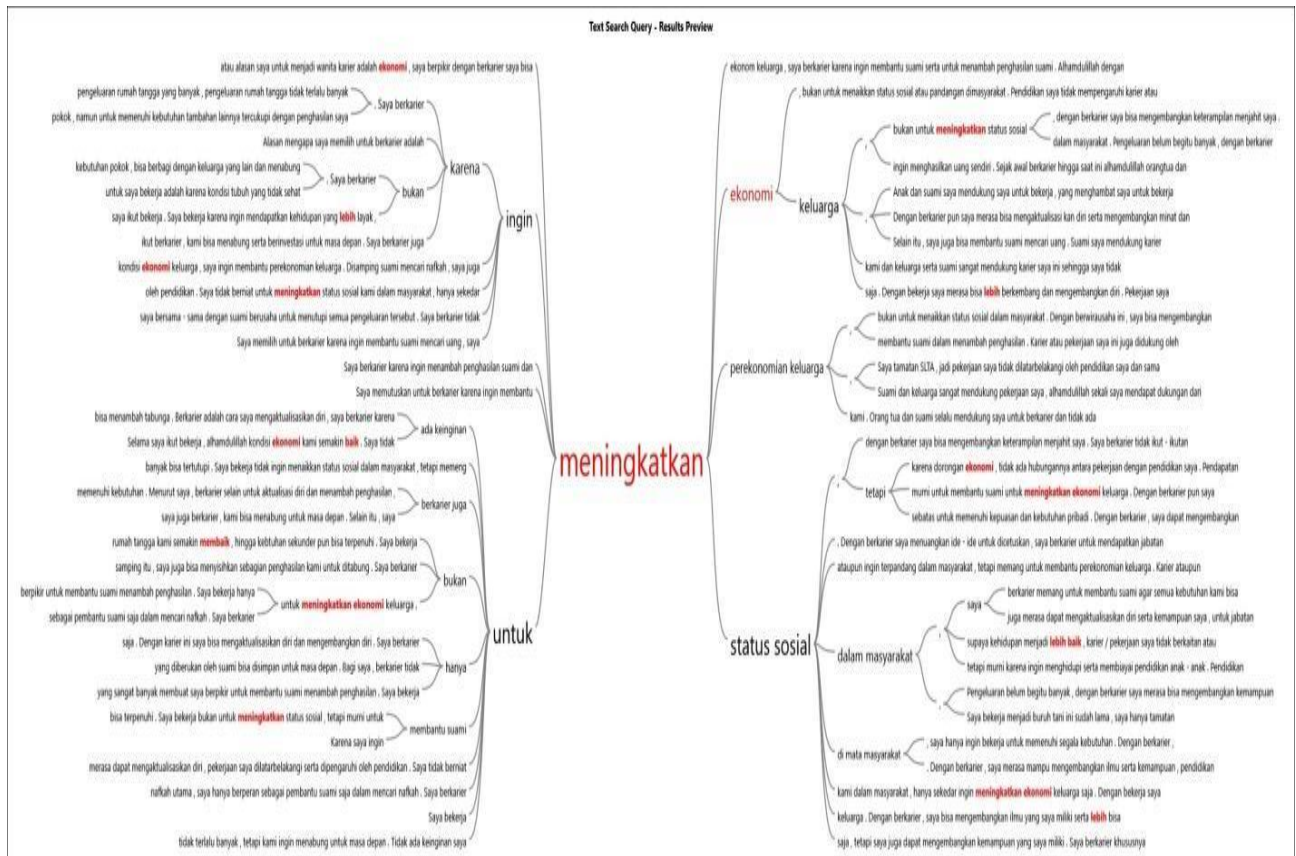 Text Search Query - Results Preview
atau alasan saya untuk menjadi wanita karier adalah ekonomi , saya berpikir dengan berkarier saya bisa
pengeluaran rumah tangga yang banyak , pengeluaran rumah tangga tidak terlalu banyak
. Saya berkarier
pokok , namun untuk memenuhi kebutuhan tambahan lainnya tercukupi dengan penghasilan saya
Alasan mengapa saya memilih untuk berkarier adalah
karena
kebutuhan pokok , bisa berbagi dengan keluarga yang lain dan menabung
. Saya berkarier
untuk saya bekerja adalah karena kondisi tubuh yang tidak sehat
bukan
saya ikut bekerja . Saya bekerja karena ingin mendapatkan kehidupan yang lebih layak ,
ingin
ikut berkarier , kami bisa menabung serta berinvestasi untuk masa depan . Saya berkarier juga
kondisi ekonomi keluarga , saya ingin membantu perekonomian keluarga . Disamping suami mencari nafkah , saya juga
oleh pendidikan . Saya tidak berniat untuk meningkatkan status sosial kami dalam masyarakat , hanya sekedar
saya bersama - sama dengan suami berusaha untuk menutupi semua pengeluaran tersebut . Saya berkarier tidak
Saya memilih untuk berkarier karena ingin membantu suami mencari uang , saya
Saya berkarier karena ingin menambah penghasilan suami dan
Saya memutuskan untuk berkarier karena ingin membantu
bisa menambah tabunga . Berkarier adalah cara saya mengaktualisasikan diri , saya berkarier karena
ada keinginan
Selama saya ikut bekerja , alhamdulillah kondisi ekonomi kami semakin baik . Saya tidak
banyak bisa tertutupi . Saya bekerja tidak ingin menaikkan status sosial dalam masyarakat , tetapi memeng
memenuhi kebutuhan . Menurut saya , berkarier selain untuk aktualisasi diri dan menambah penghasilan ,
berkarier juga
saya juga berkarier , kami bisa menabung untuk masa depan . Selain itu , saya
rumah tangga kami semakin membaik , hingga kebtuhan sekunder pun bisa terpenuhi . Saya bekerja
samping itu , saya juga bisa menyisihkan sebagian penghasilan kami untuk ditabung . Saya berkarier
bukan
berpikir untuk membantu suami menambah penghasilan . Saya bekerja hanya
untuk meningkatkan ekonomi keluarga ,
sebagai pembantu suami saja dalam mencari nafkah . Saya berkarier
untuk
saja . Dengan karier ini saya bisa mengaktualisasikan diri dan mengembangkan diri . Saya berkarier
yang diberukan oleh suami bisa disimpan untuk masa depan . Bagi saya , berkarier tidak
hanya
yang sangat banyak membuat saya berpikir untuk membantu suami menambah penghasilan . Saya bekerja
bisa terpenuhi . Saya bekerja bukan untuk meningkatkan status sosial , tetapi murni untuk
membantu suami
Karena saya ingin
merasa dapat mengaktualisasikan diri , pekerjaan saya dilatarbelakangi serta dipengaruhi oleh pendidikan . Saya tidak berniat
nafkah utama , saya hanya berperan sebagai pembantu suami saja dalam mencari nafkah . Saya berkarier
Saya bekerja
tidak terlalu banyak , tetapi kami ingin menabung untuk masa depan . Tidak ada keinginan saya
meningkatkan
ekonom keluarga , saya berkarier karena ingin membantu suami serta untuk menambah penghasilan suami . Alhamdulillah dengan
, bukan untuk menaikkan status sosial atau pandangan dimasyarakat . Pendidikan saya tidak mempengaruhi karier atau
ekonomi
keluarga
,
bukan untuk meningkatkan status sosial
, dengan berkarier saya bisa mengembangkan keterampilan menjahit saya .
dalam masyarakat . Pengeluaran belum begitu banyak , dengan berkarier
ingin menghasilkan uang sendiri . Sejak awal berkarier hingga saat ini alhamdulillah orangtua dan
Anak dan suami saya mendukung saya untuk bekerja , yang menghambat saya untuk bekerja
Dengan berkarier pun saya merasa bisa mengaktualisasi kan diri serta mengembangkan minat dan
Selain itu , saya juga bisa membantu suami mencari uang . Suami saya mendukung karier
kami dan keluarga serta suami sangat mendukung karier saya ini sehingga saya tidak
saja . Dengan bekerja saya merasa bisa lebih berkembang dan mengembangkan diri . Pekerjaan saya
perekonomian keluarga
,
bukan untuk menaikkan status sosial dalam masyarakat . Dengan berwirausaha ini , saya bisa mengembangkan
membantu suami dalam menambah penghasilan . Karier atau pekerjaan saya ini juga didukung oleh
Saya tamatan SLTA , jadi pekerjaan saya tidak dilatarbelakangi oleh pendidikan saya dan sama
Suami dan keluarga sangat mendukung pekerjaan saya , alhamdulillah sekali saya mendapat dukungan dari
kami . Orang tua dan suami selalu mendukung saya untuk berkarier dan tidak ada
status sosial
,
dengan berkarier saya bisa mengembangkan keterampilan menjahit saya . Saya berkarier tidak ikut - ikutan
tetapi
karena dorongan ekonomi , tidak ada hubungannya antara pekerjaan dengan pendidikan saya . Pendapatan
murni untuk membantu suami untuk meningkatkan ekonomi keluarga . Dengan berkarier pun saya
sebatas untuk memenuhi kepuasan dan kebutuhan pribadi . Dengan berkarier , saya dapat mengembangkan
. Dengan berkarier saya menuangkan ide - ide untuk dicetuskan , saya berkarier untuk mendapatkan jabatan
ataupun ingin terpandang dalam masyarakat , tetapi memang untuk membantu perekonomian keluarga . Karier ataupun
dalam masyarakat
,
saya
berkarier memang untuk membantu suami agar semua kebutuhan kami bisa
juga merasa dapat mengaktualisasikan diri serta kemampuan saya , untuk jabatan
supaya kehidupan menjadi lebih baik , karier / pekerjaan saya tidak berkaitan atau
tetapi murni karena ingin menghidupi serta membiayai pendidikan anak - anak . Pendidikan
Pengeluaran belum begitu banyak , dengan berkarier saya merasa bisa mengembangkan kemampuan
Saya bekerja menjadi buruh tani ini sudah lama , saya hanya tamatan
di mata masyarakat
, saya hanya ingin bekerja untuk memenuhi segala kebutuhan . Dengan berkarier ,
. Dengan berkarier , saya merasa mampu mengembangkan ilmu serta kemampuan , pendidikan
kami dalam masyarakat , hanya sekedar ingin meningkatkan ekonomi keluarga saja . Dengan bekerja saya
keluarga . Dengan berkarier , saya bisa mengembangkan ilmu yang saya miliki serta lebih bisa
saja , tetapi saya juga dapat mengembangkan kemampuan yang saya miliki . Saya berkarier khususnya